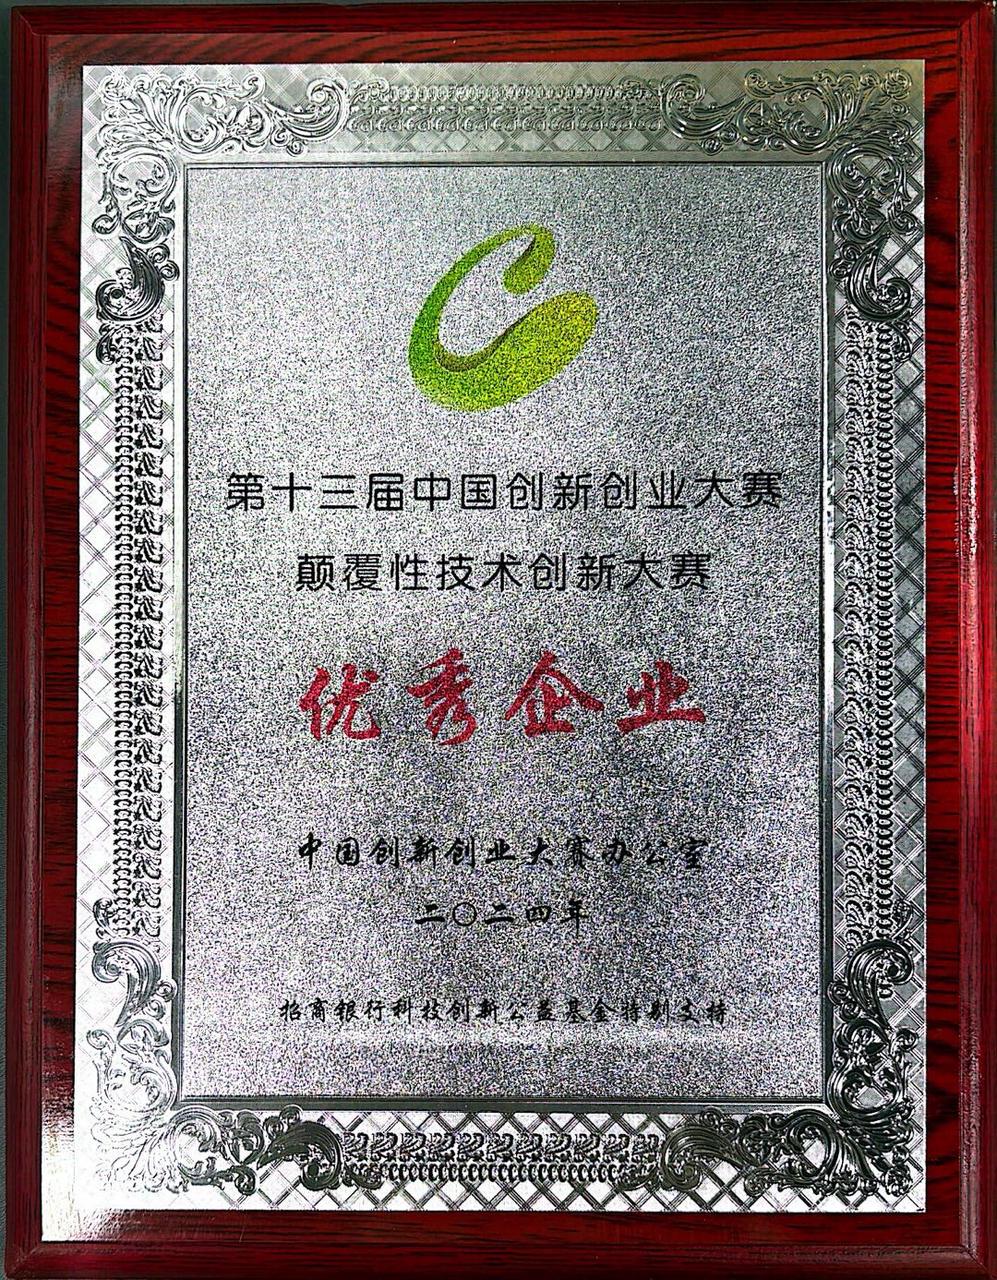 第十三届中国创新创业大赛
颠覆性技术创新大赛
优秀企业
中国创新创业大赛办公室
二〇二四年
招商银行科技创新公益基金特别支持